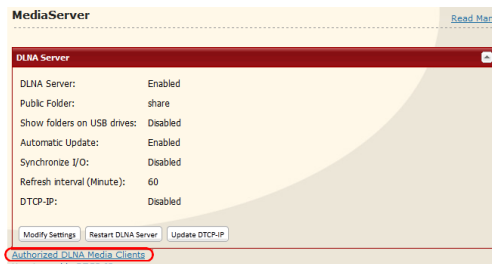 MediaServer
Read Man
DLNA Server
DLNA Server: Enabled
Public Folder: share
Show folders on USB drives: Disabled
Automatic Update: Enabled
Synchronize I/O: Disabled
Refresh interval (Minute): 60
DTCP-IP: Disabled
Modify Settings Restart DLNA Server Update DTCP-IP
Authorized DLNA Media Clients